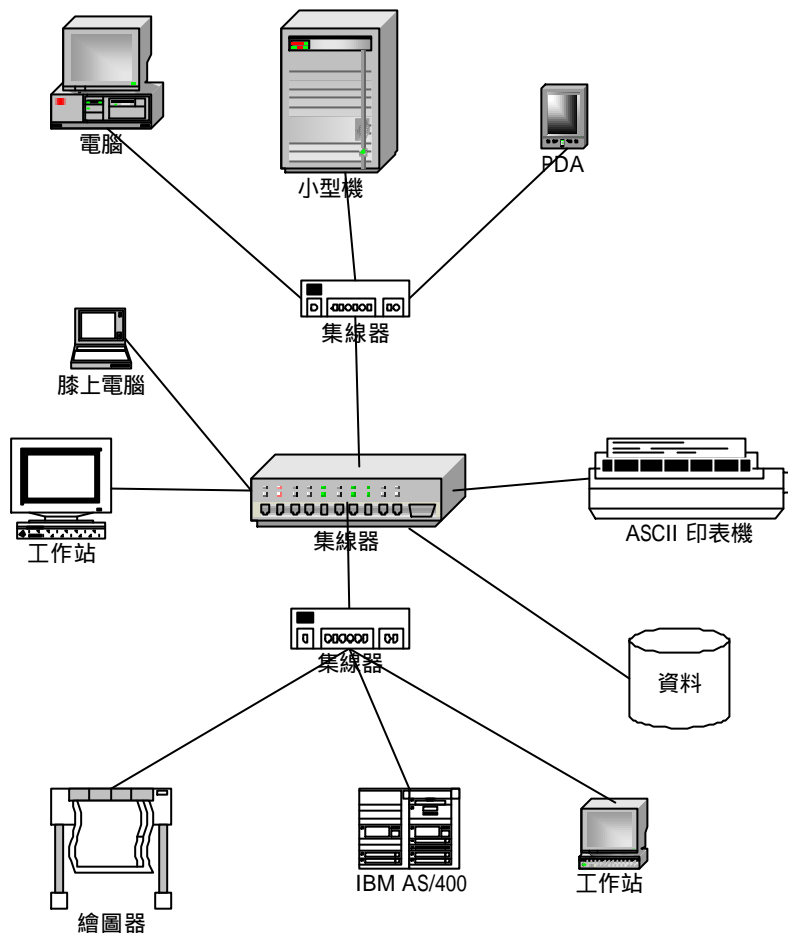 電腦
小型機
PDA
集線器
膝上電腦
工作站
集線器
ASCII 印表機
集線器
資料
繪圖器
IBM AS/400
工作站